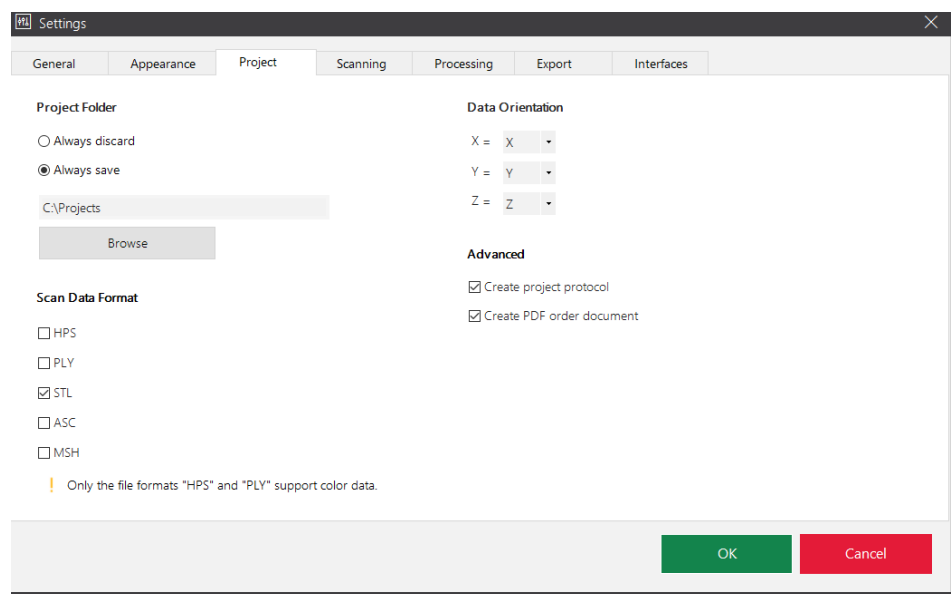 Settings
General Appearance Project Scanning Processing Export Interfaces
Project Folder
Always discard
Always save
C:\Projects
Browse
Scan Data Format
HPS
PLY
STL
ASC
MSH
Only the file formats "HPS" and "PLY" support color data.
Data Orientation
X = X
Y = Y
Z = Z
Advanced
Create project protocol
Create PDF order document
OK Cancel